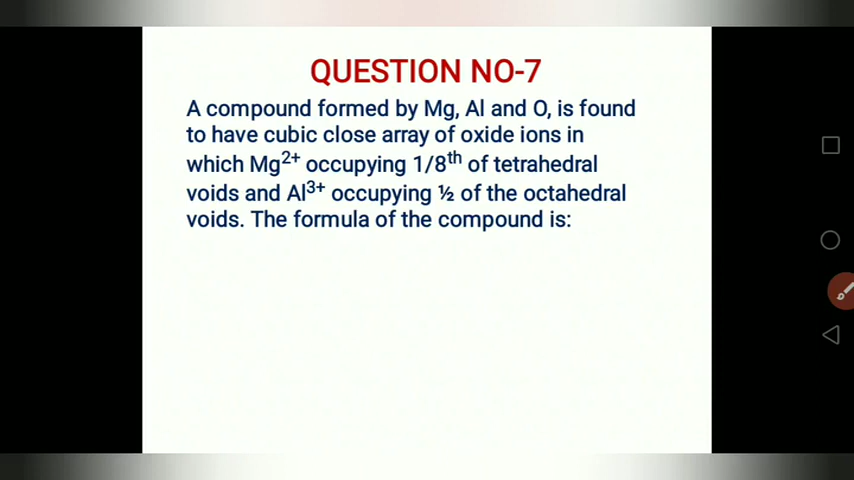 QUESTION NO-7
A compound formed by Mg, Al and O, is found
to have cubic close array of oxide ions in
which Mg²⁺ occupying 1/8ᵗʰ of tetrahedral
voids and Al³⁺ occupying ½ of the octahedral
voids. The formula of the compound is: